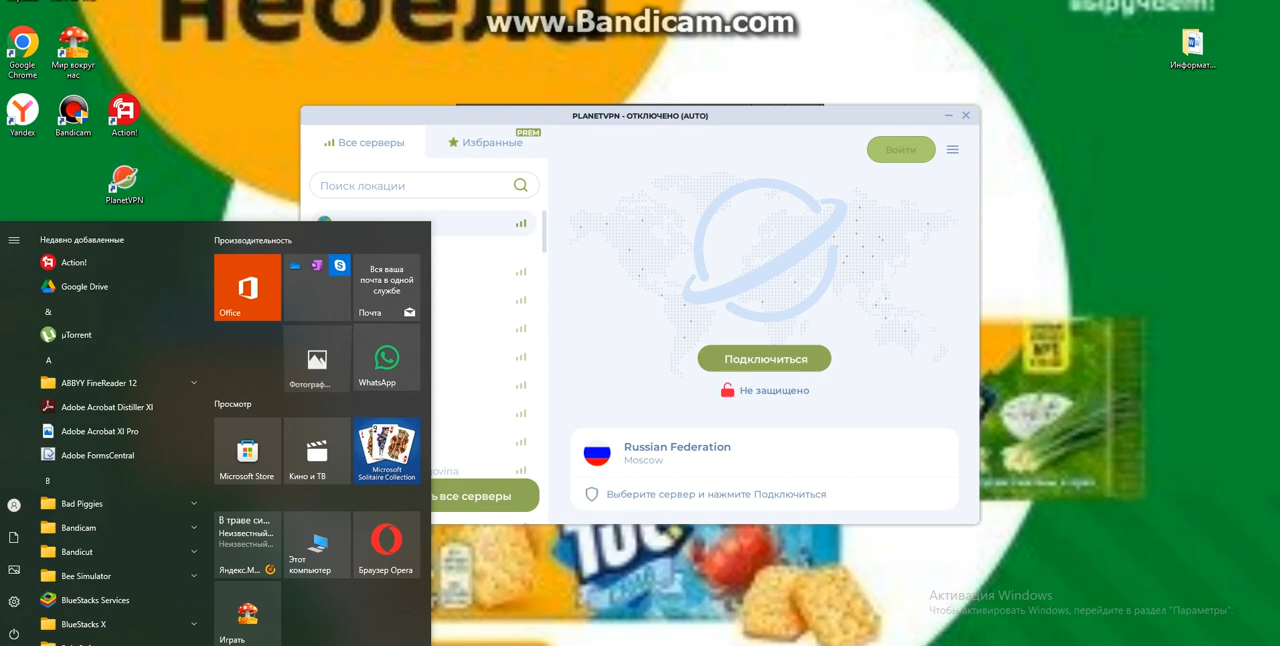 необы
www.Bandicam.com
выручает!
Google
Chrome
Мир вокруг
нас
Информат...
Yandex
Bandicam
Action!
PlanetVPN
PLANETVPN - ОТКЛЮЧЕНО (AUTO)
Все серверы
Избранные
PREM
Войти
Поиск локации
Подключиться
Не защищено
Russian Federation
Moscow
Выберите сервер и нажмите Подключиться
ovina
ь все серверы
Недавно добавленные
Action!
Google Drive
&
µTorrent
A
ABBYY FineReader 12
Adobe Acrobat Distiller XI
Adobe Acrobat XI Pro
Adobe FormsCentral
B
Bad Piggies
Bandicam
Bandicut
Bee Simulator
BlueStacks Services
BlueStacks X
Производительность
Office
Вся ваша
почта в одной
службе
Почта
Фотограф...
WhatsApp
Просмотр
Microsoft Store
Кино и ТВ
Microsoft
Solitaire Collection
В траве си...
Неизвестный...
Неизвестный...
Яндекс.М...
Этот
компьютер
Браузер Opera
Играть
TUC
№1
Активация Windows
Чтобы активировать Windows, перейдите в раздел "Параметры".